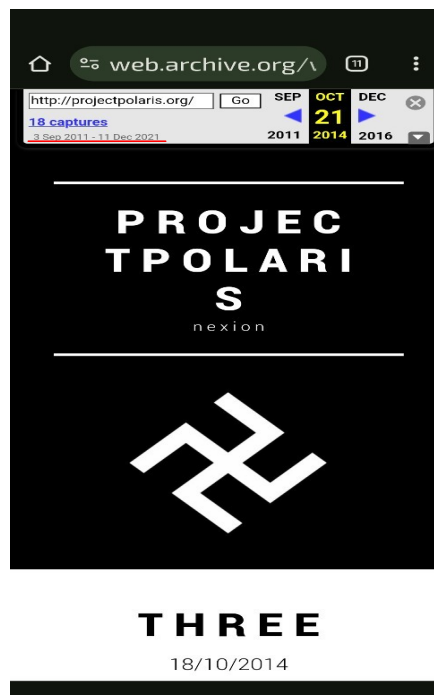 web.archive.org/\ 11
http://projectpolaris.org/ Go SEP OCT DEC
18 captures 21
3 Sep 2011 - 11 Dec 2021 2011 2014 2016
PROJEC
TPOLARI
S
nexion
THREE
18/10/2014